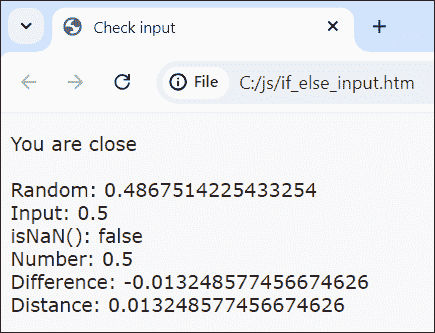 Check input
File
C:/js/if_else_input.htm
You are close
Random: 0.4867514225433254
Input: 0.5
isNaN(): false
Number: 0.5
Difference: -0.013248577456674626
Distance: 0.013248577456674626